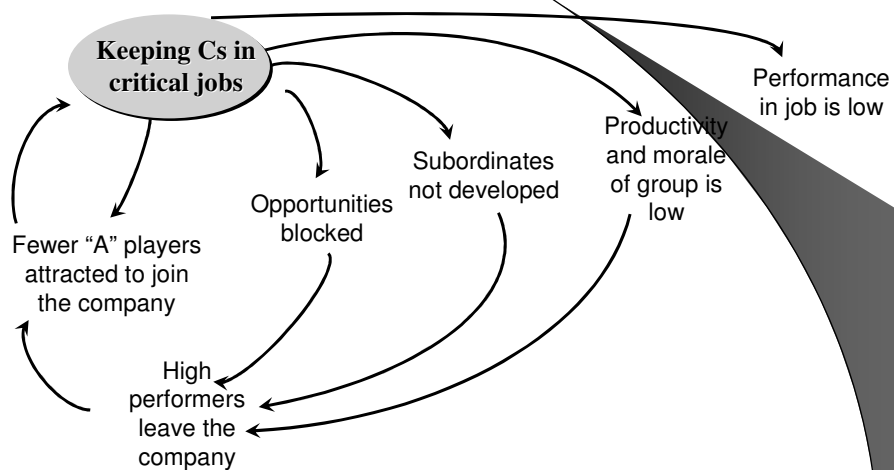 Keeping Cs in
critical jobs
Performance
in job is low
Productivity
and morale
of group is
low
Subordinates
not developed
Opportunities
blocked
Fewer “A” players
attracted to join
the company
High
performers
leave the
company